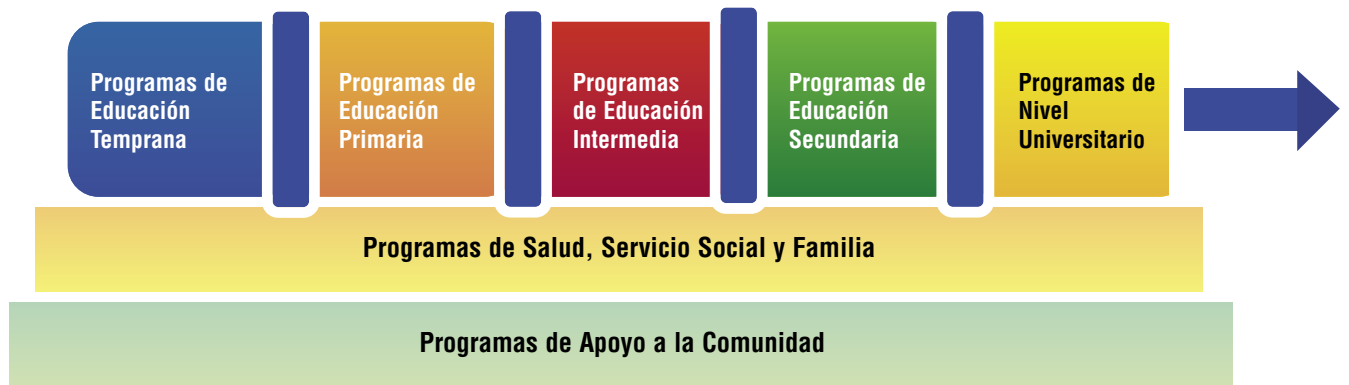 Programas de
Educación
Temprana
Programas de
Educación
Primaria
Programas
de Educación
Intermedia
Programas de
Educación
Secundaria
Programas de
Nivel
Universitario
Programas de Salud, Servicio Social y Familia
Programas de Apoyo a la Comunidad